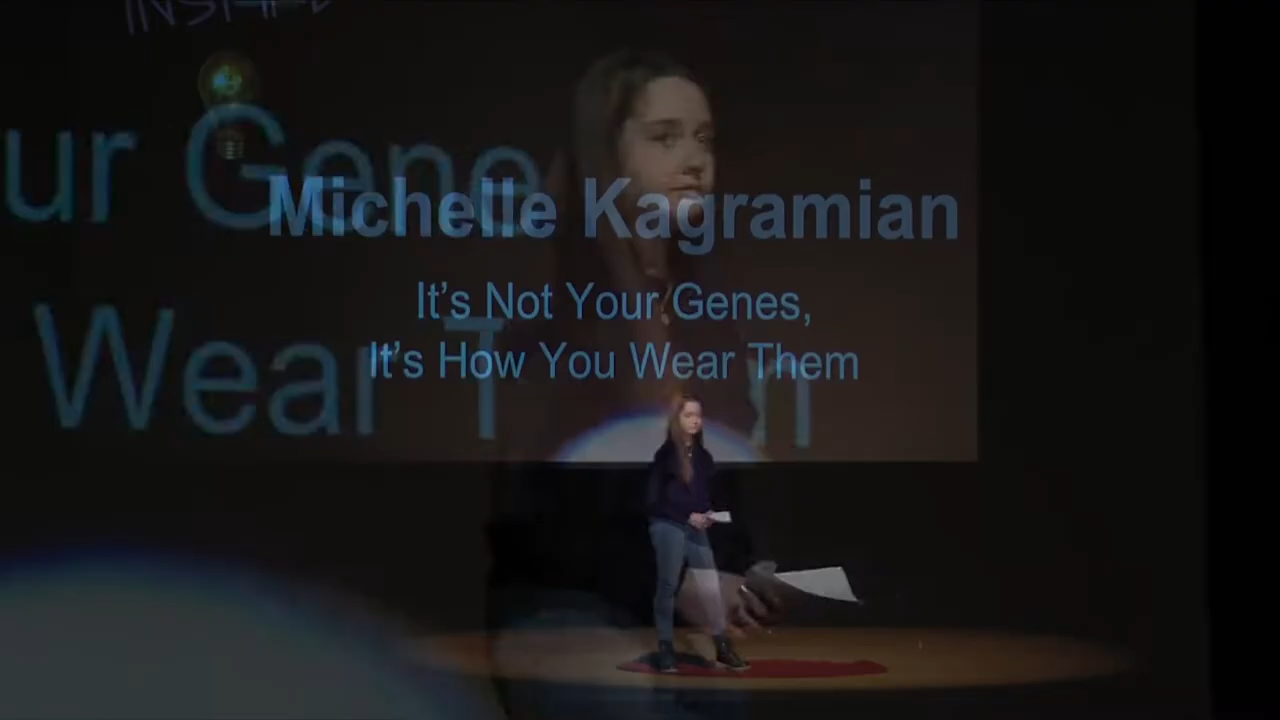 ur Gene
Michelle Kagramian
It’s Not Your Genes,
It’s How You Wear Them
Wear